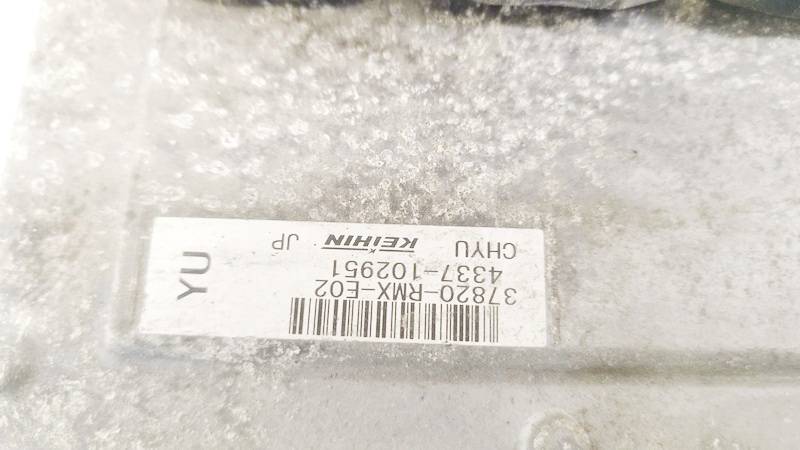 37820-RMX-E02
4337-102951
CHYU KEIHIN JP
YU